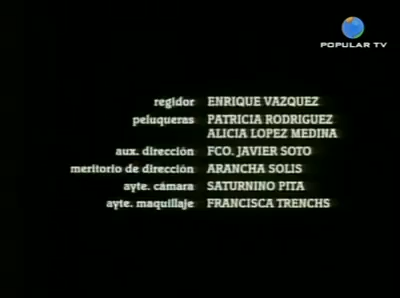 POPULAR TV
regidor ENRIQUE VAZQUEZ
peluqueras PATRICIA RODRIGUEZ
ALICIA LOPEZ MEDINA
aux. dirección FCO. JAVIER SOTO
meritorio de dirección ARANCHA SOLIS
ayte. cámara SATURNINO PITA
ayte. maquillaje FRANCISCA TRENCHS